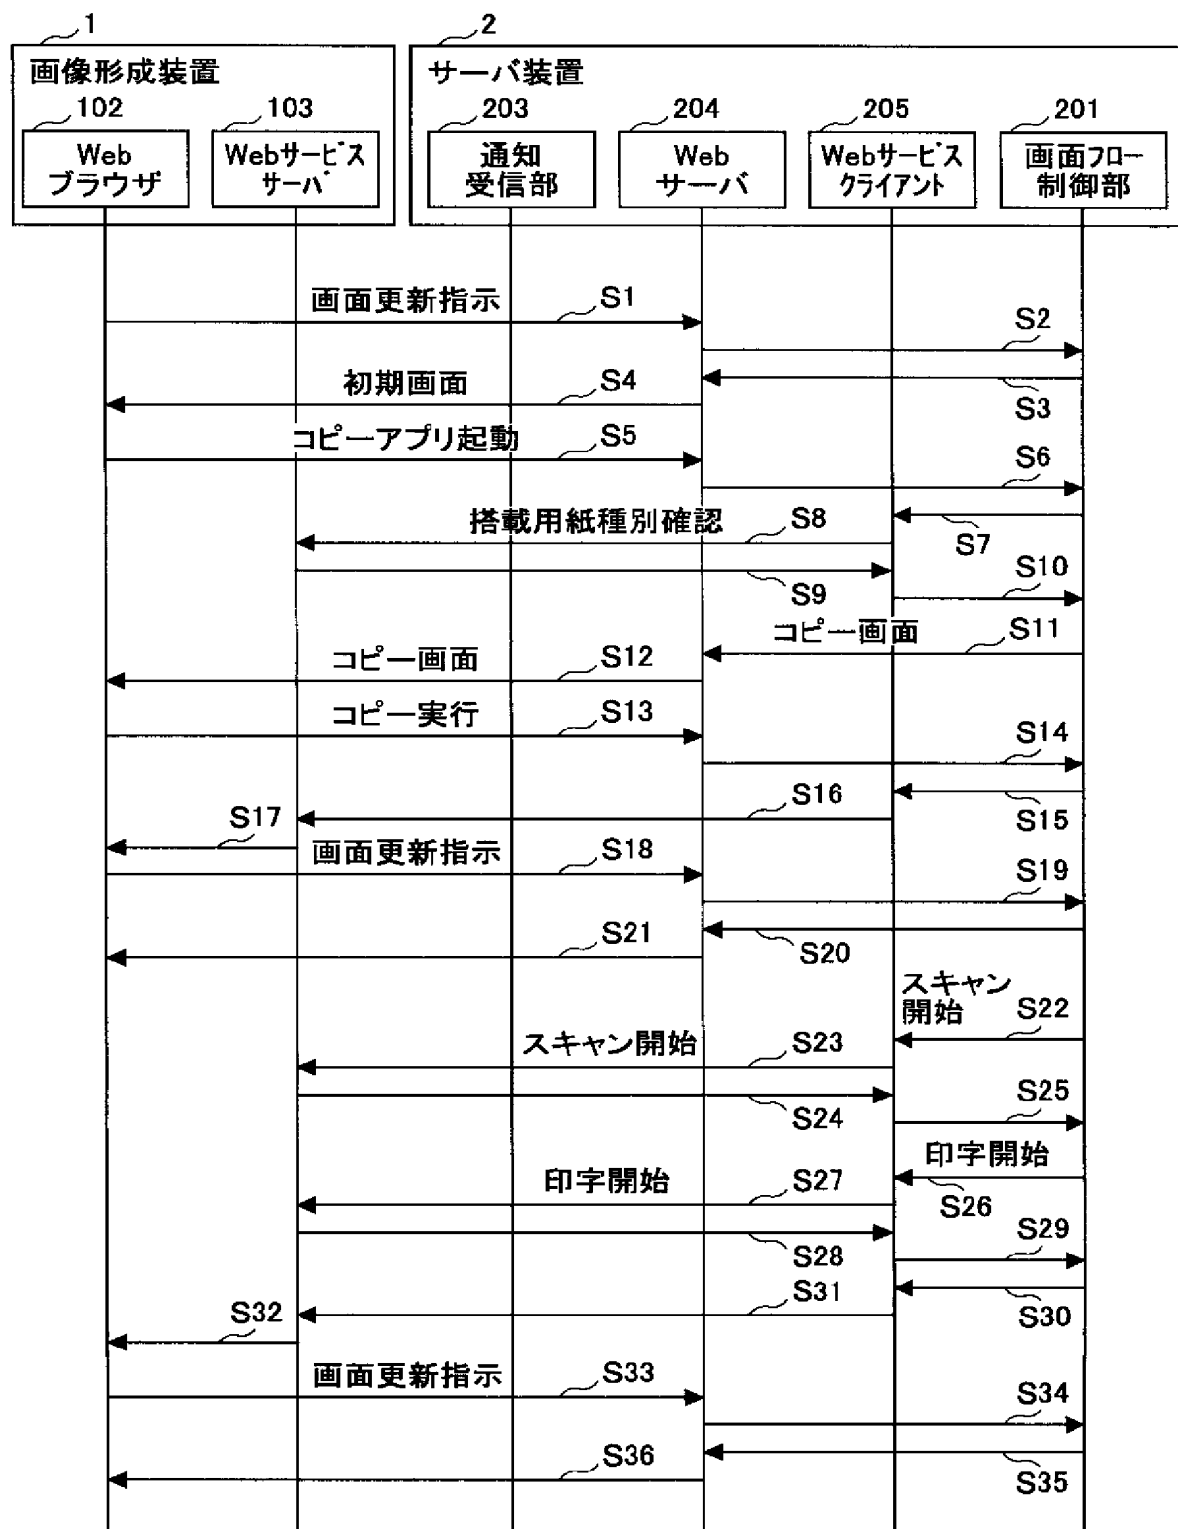 1
2
画像形成装置
サーバ装置
102
103
203
204
205
201
Web
ブラウザ
Webサービス
サーバ
通知
受信部
Web
サーバ
Webサービス
クライアント
画面フロー
制御部
画面更新指示
S1
S2
初期画面
S4
S3
コピーアプリ起動
S5
S6
搭載用紙種別確認
S8
S7
S9
S10
コピー画面
S11
コピー画面
S12
コピー実行
S13
S14
S16
S15
S17
画面更新指示
S18
S19
S21
S20
スキャン
開始
S22
スキャン開始
S23
S24
S25
印字開始
印字開始
S27
S26
S28
S29
S31
S30
S32
画面更新指示
S33
S34
S36
S35